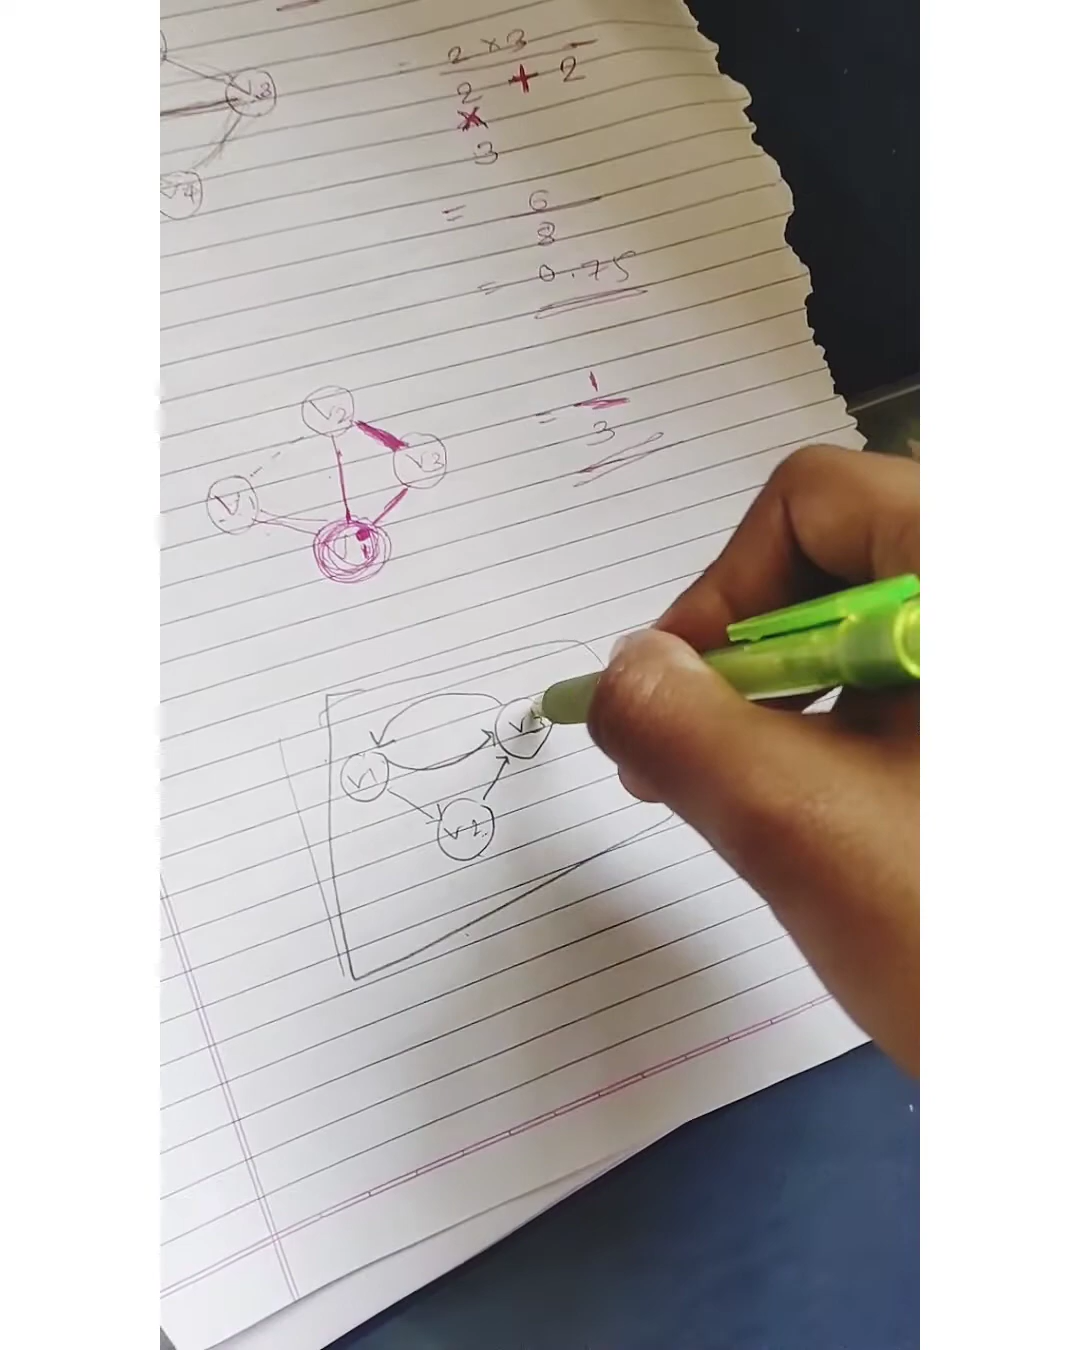 V3
V4
2 × 3
2 + 2
×
3
= 6
8
= 0.75
= 1
3
V2
V3
V1
V3
V1
V2